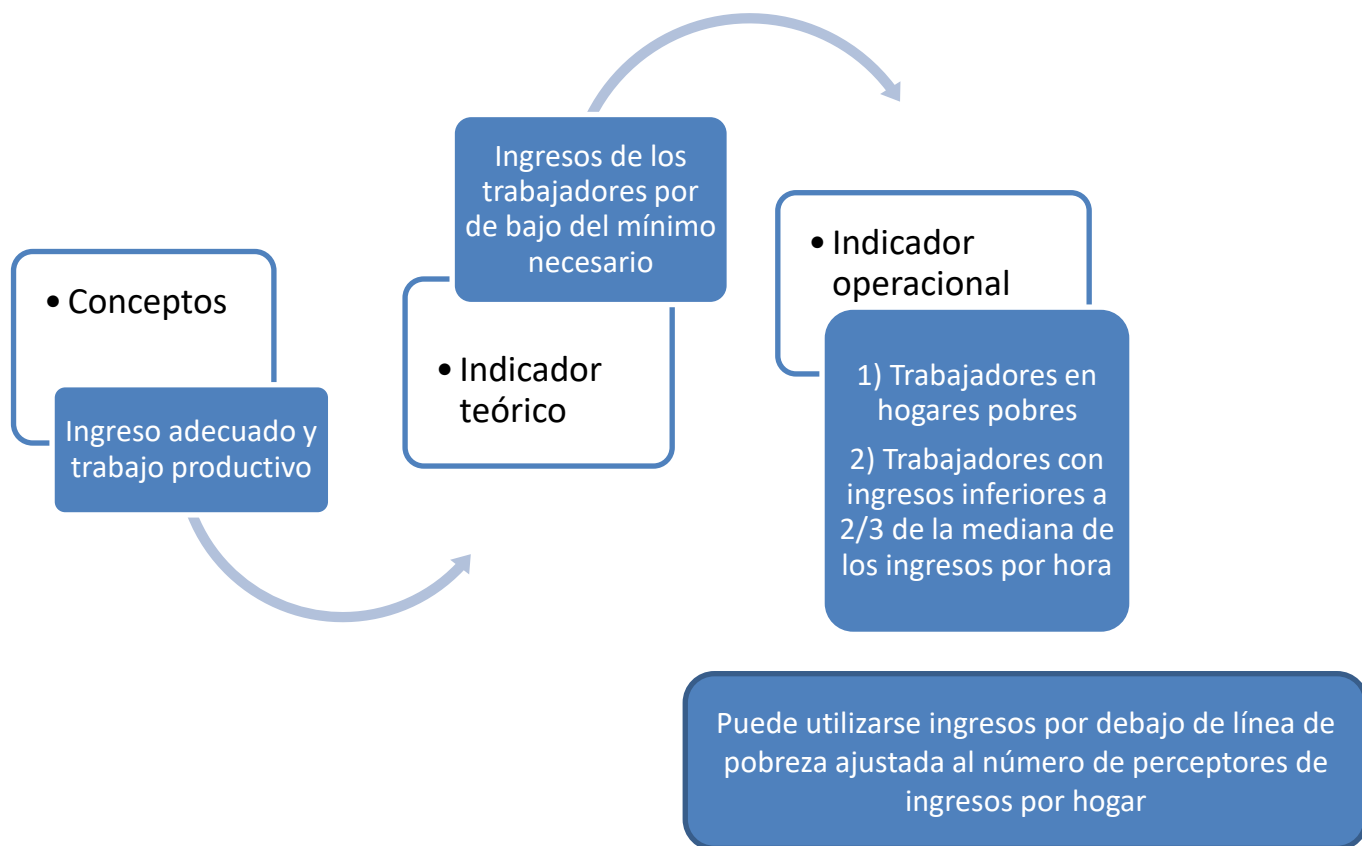 • Conceptos
Ingreso adecuado y
trabajo productivo
Ingresos de los
trabajadores por
de bajo del mínimo
necesario
• Indicador
teórico
• Indicador
operacional
1) Trabajadores en
hogares pobres
2) Trabajadores con
ingresos inferiores a
2/3 de la mediana de
los ingresos por hora
Puede utilizarse ingresos por debajo de línea de
pobreza ajustada al número de perceptores de
ingresos por hogar